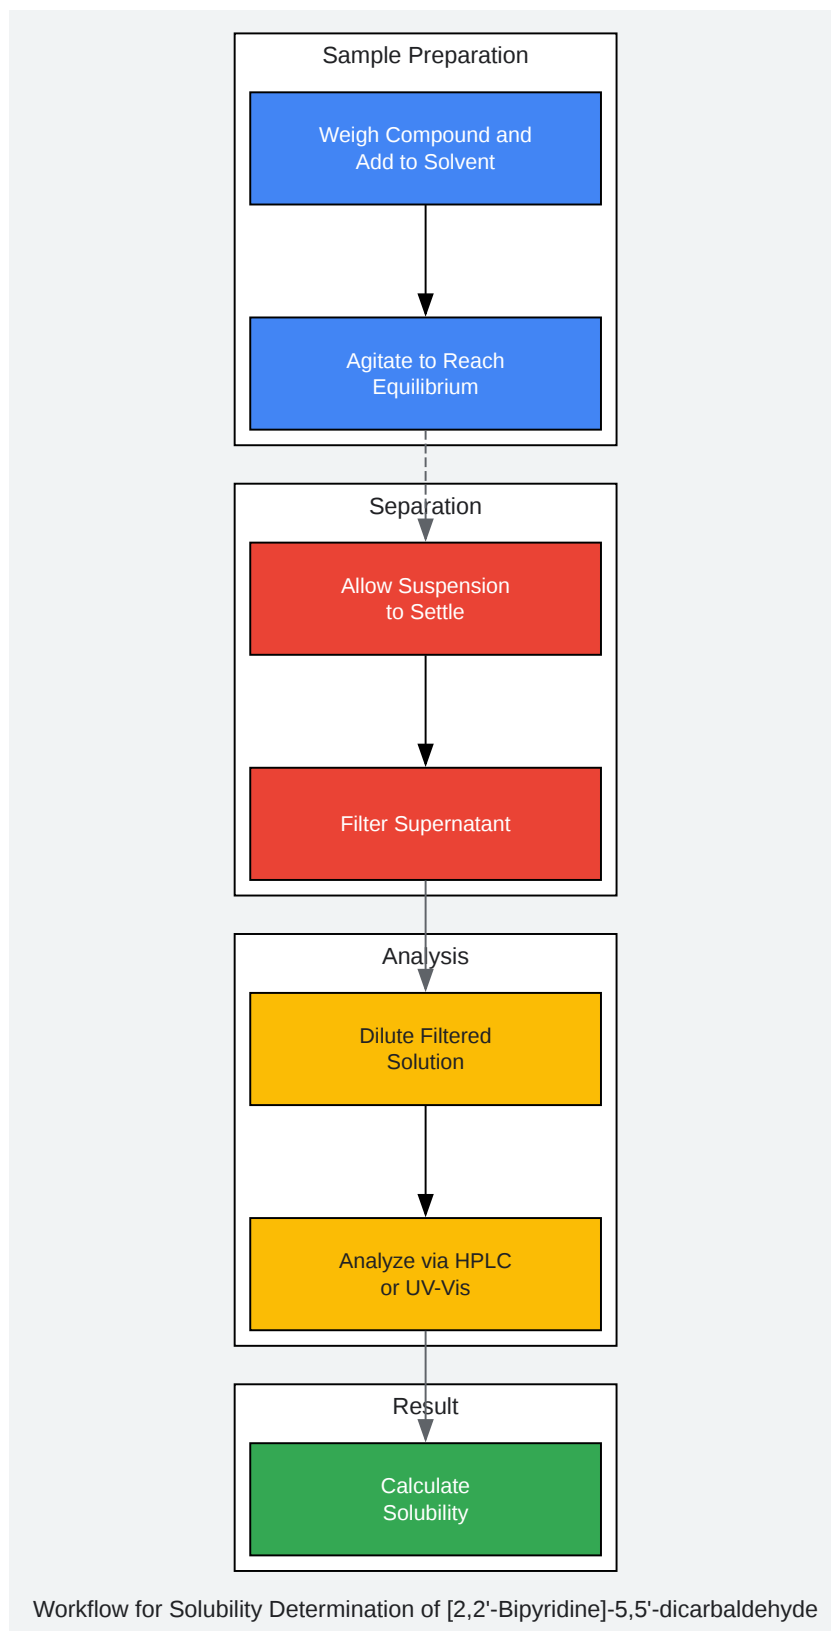 Sample Preparation
Weigh Compound and
Add to Solvent
Agitate to Reach
Equilibrium
Separation
Allow Suspension
to Settle
Filter Supernatant
Analysis
Dilute Filtered
Solution
Analyze via HPLC
or UV-Vis
Result
Calculate
Solubility
Workflow for Solubility Determination of [2,2'-Bipyridine]-5,5'-dicarbaldehyde